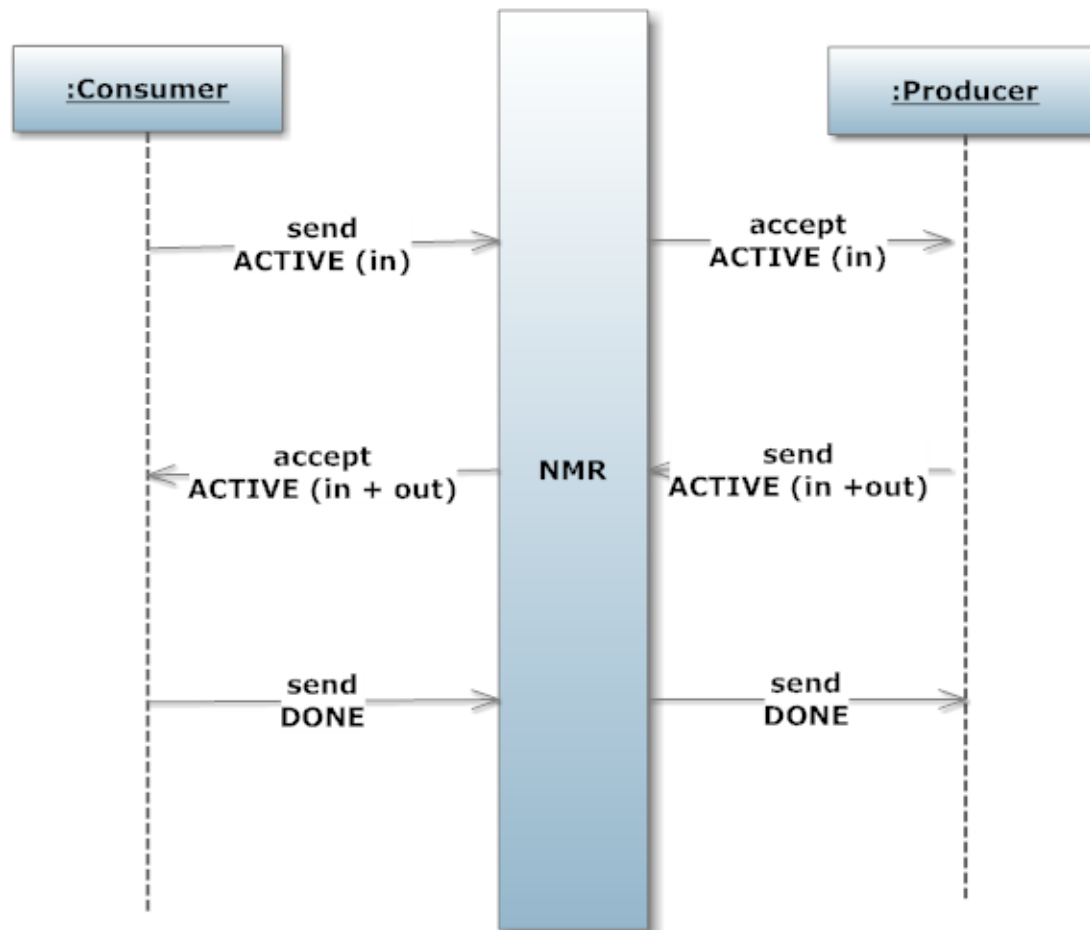 :Consumer
:Producer
send
ACTIVE (in)
accept
ACTIVE (in)
accept
ACTIVE (in + out)
NMR
send
ACTIVE (in +out)
send
DONE
send
DONE